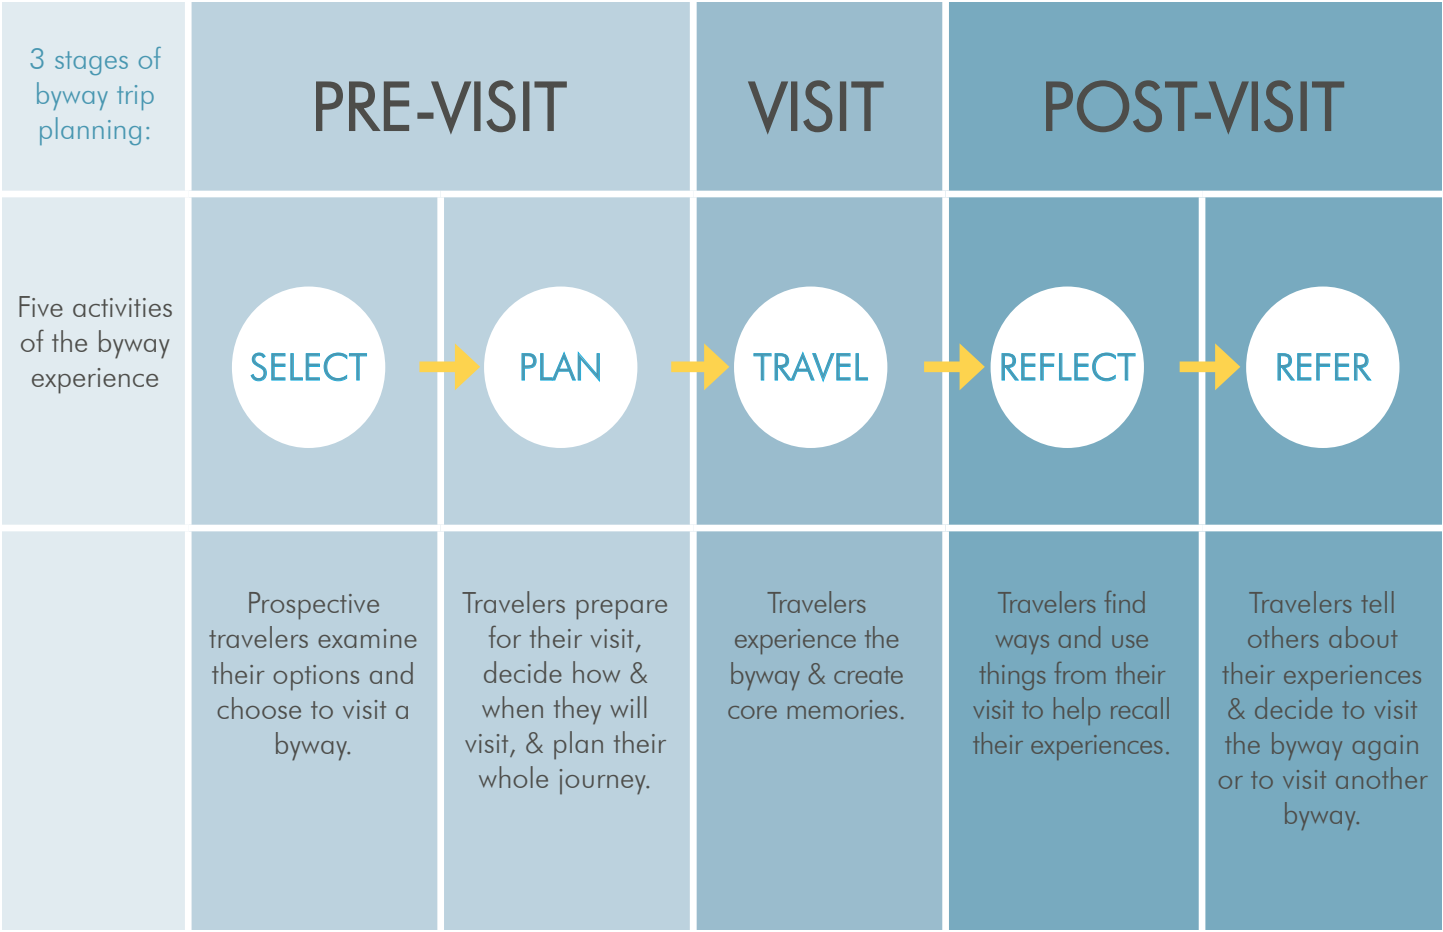 3 stages of
byway trip
planning:
PRE-VISIT
VISIT
POST-VISIT
Five activities
of the byway
experience
SELECT
PLAN
TRAVEL
REFLECT
REFER
Prospective
travelers examine
their options and
choose to visit a
byway.
Travelers prepare
for their visit,
decide how &
when they will
visit, & plan their
whole journey.
Travelers
experience the
byway & create
core memories.
Travelers find
ways and use
things from their
visit to help recall
their experiences.
Travelers tell
others about
their experiences
& decide to visit
the byway again
or to visit another
byway.